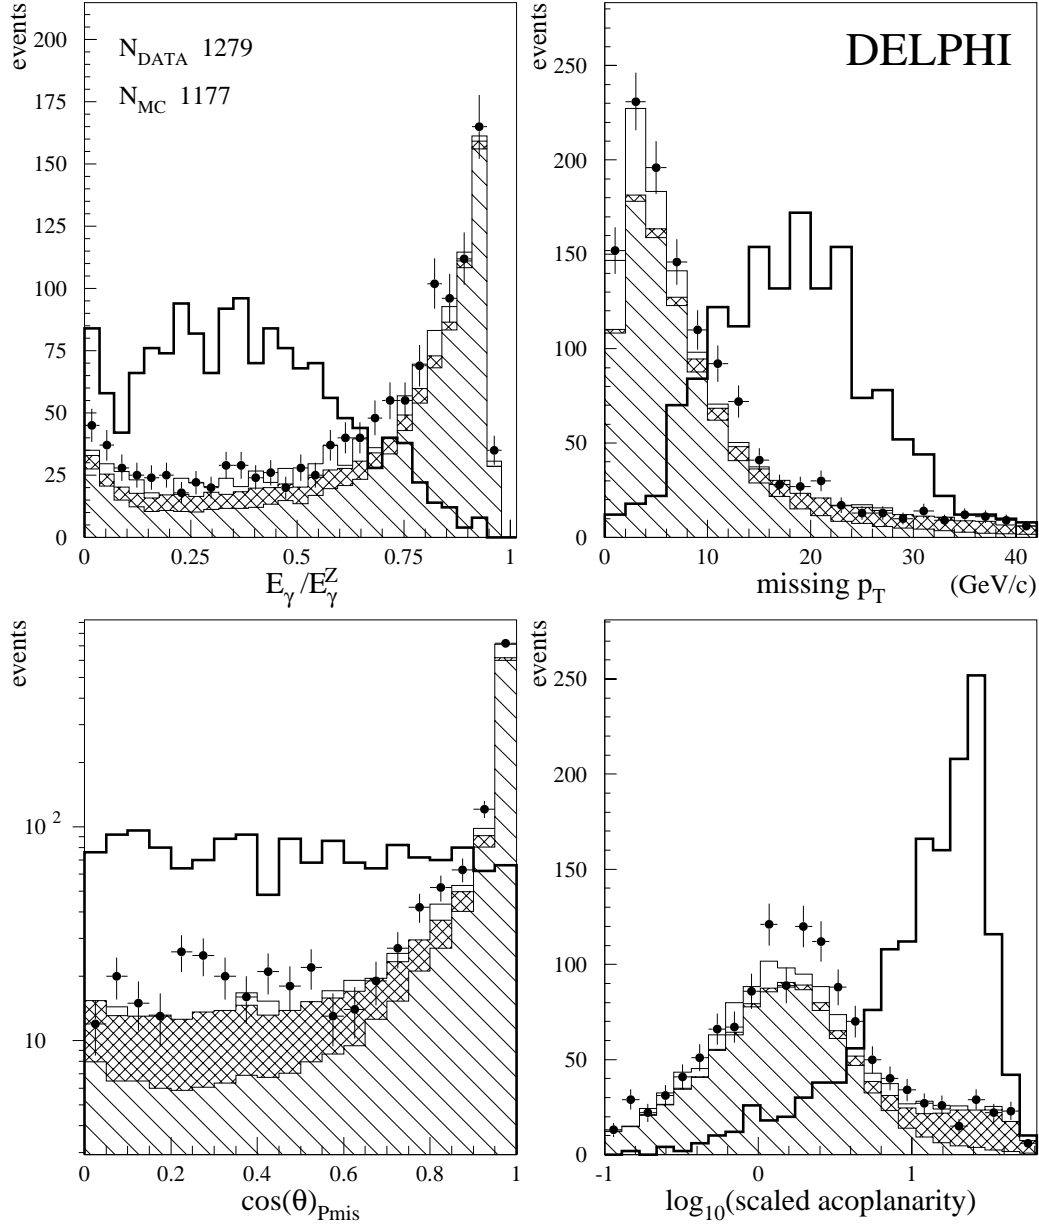 events
200
175
150
125
100
75
50
25
0
N_DATA 1279
N_MC 1177
0 0.25 0.5 0.75 1
E_γ /E_γ^Z
events
250
200
150
100
50
0
DELPHI
0 10 20 30 40
missing p_T (GeV/c)
events
10^2
10
0 0.2 0.4 0.6 0.8 1
cos(θ)_Pmis
events
250
200
150
100
50
0
-1 0 1
log_10(scaled acoplanarity)